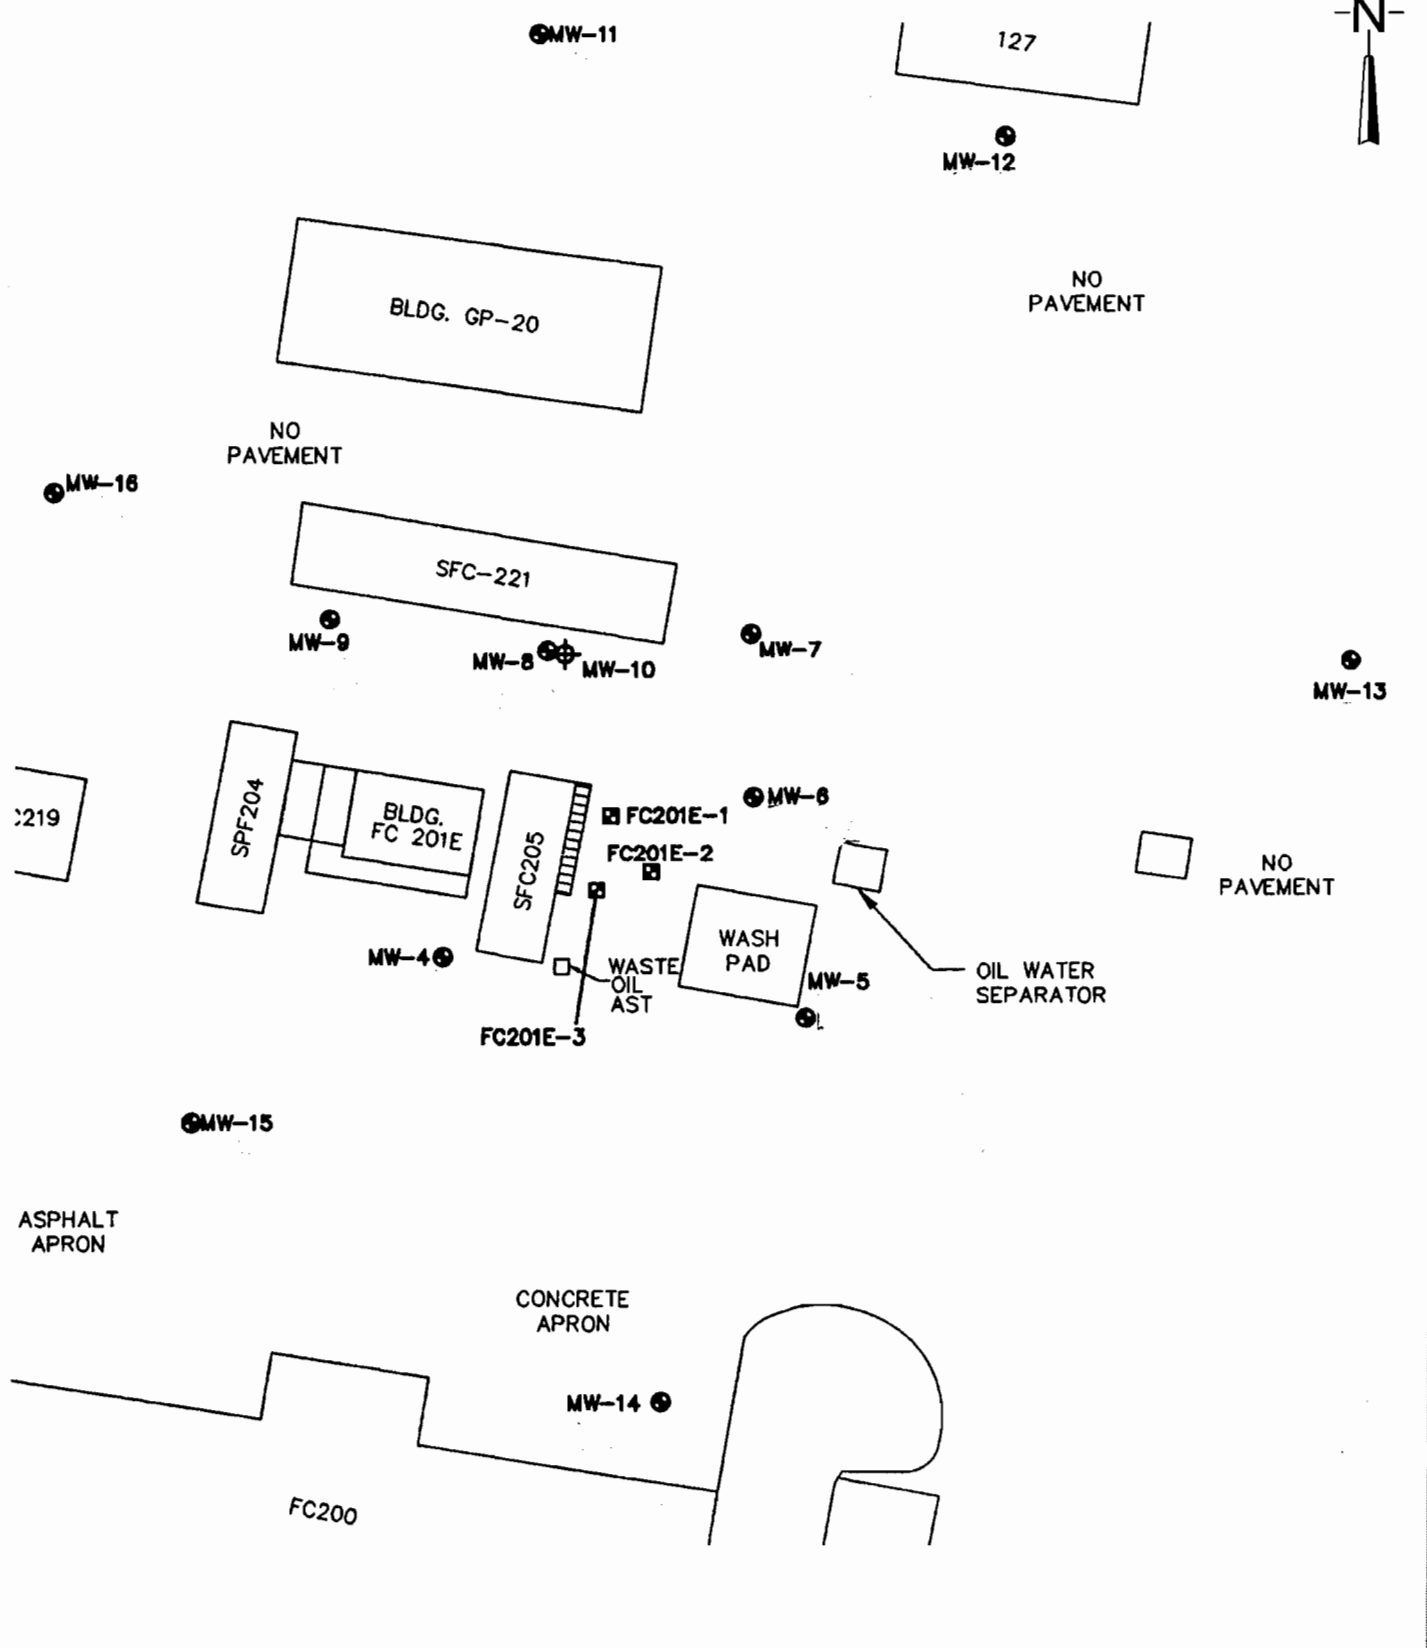 -N-
MW-11
127
MW-12
NO
PAVEMENT
BLDG. GP-20
NO
PAVEMENT
MW-16
SFC-221
MW-9
MW-8
MW-10
MW-7
MW-13
SPF204
BLDG.
FC 201E
SFC205
C219
FC201E-1
MW-6
FC201E-2
NO
PAVEMENT
WASH
PAD
MW-4
WASTE
OIL
AST
MW-5
OIL WATER
SEPARATOR
FC201E-3
MW-15
ASPHALT
APRON
CONCRETE
APRON
MW-14
FC200